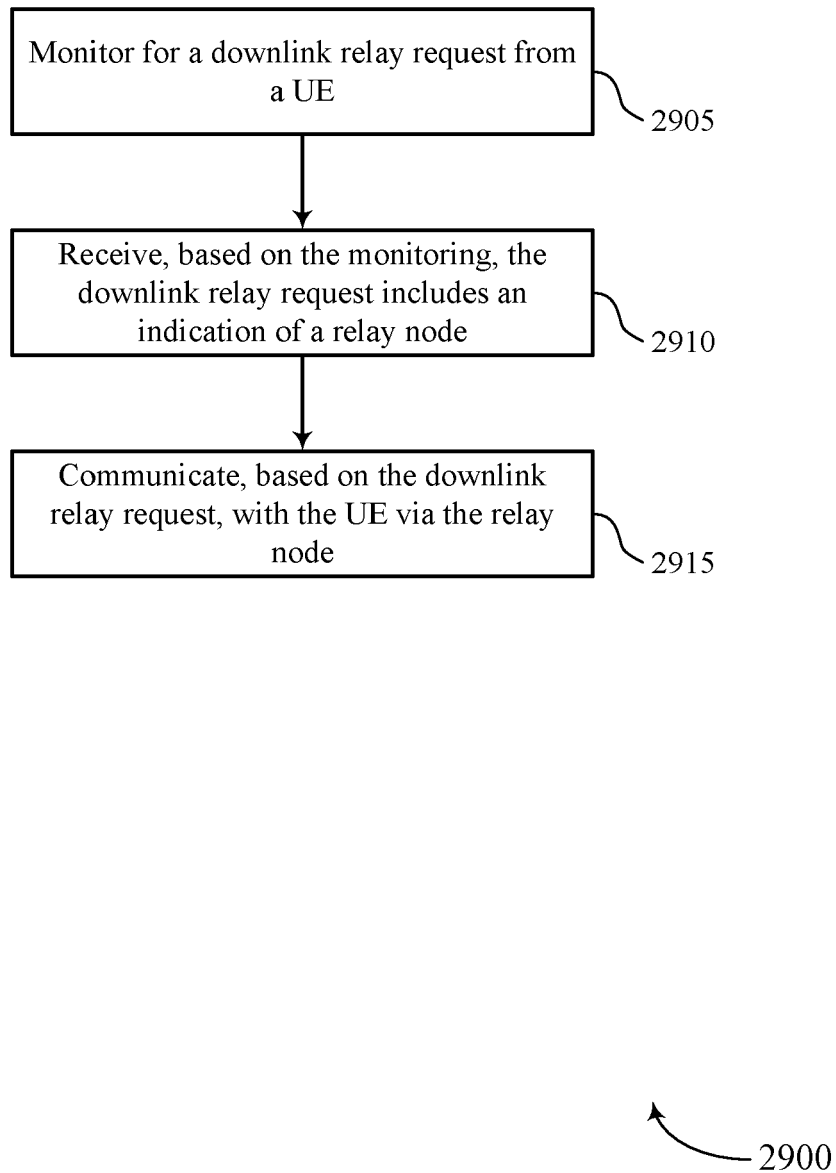 Monitor for a downlink relay request from
a UE
2905
Receive, based on the monitoring, the
downlink relay request includes an
indication of a relay node
2910
Communicate, based on the downlink
relay request, with the UE via the relay
node
2915
2900